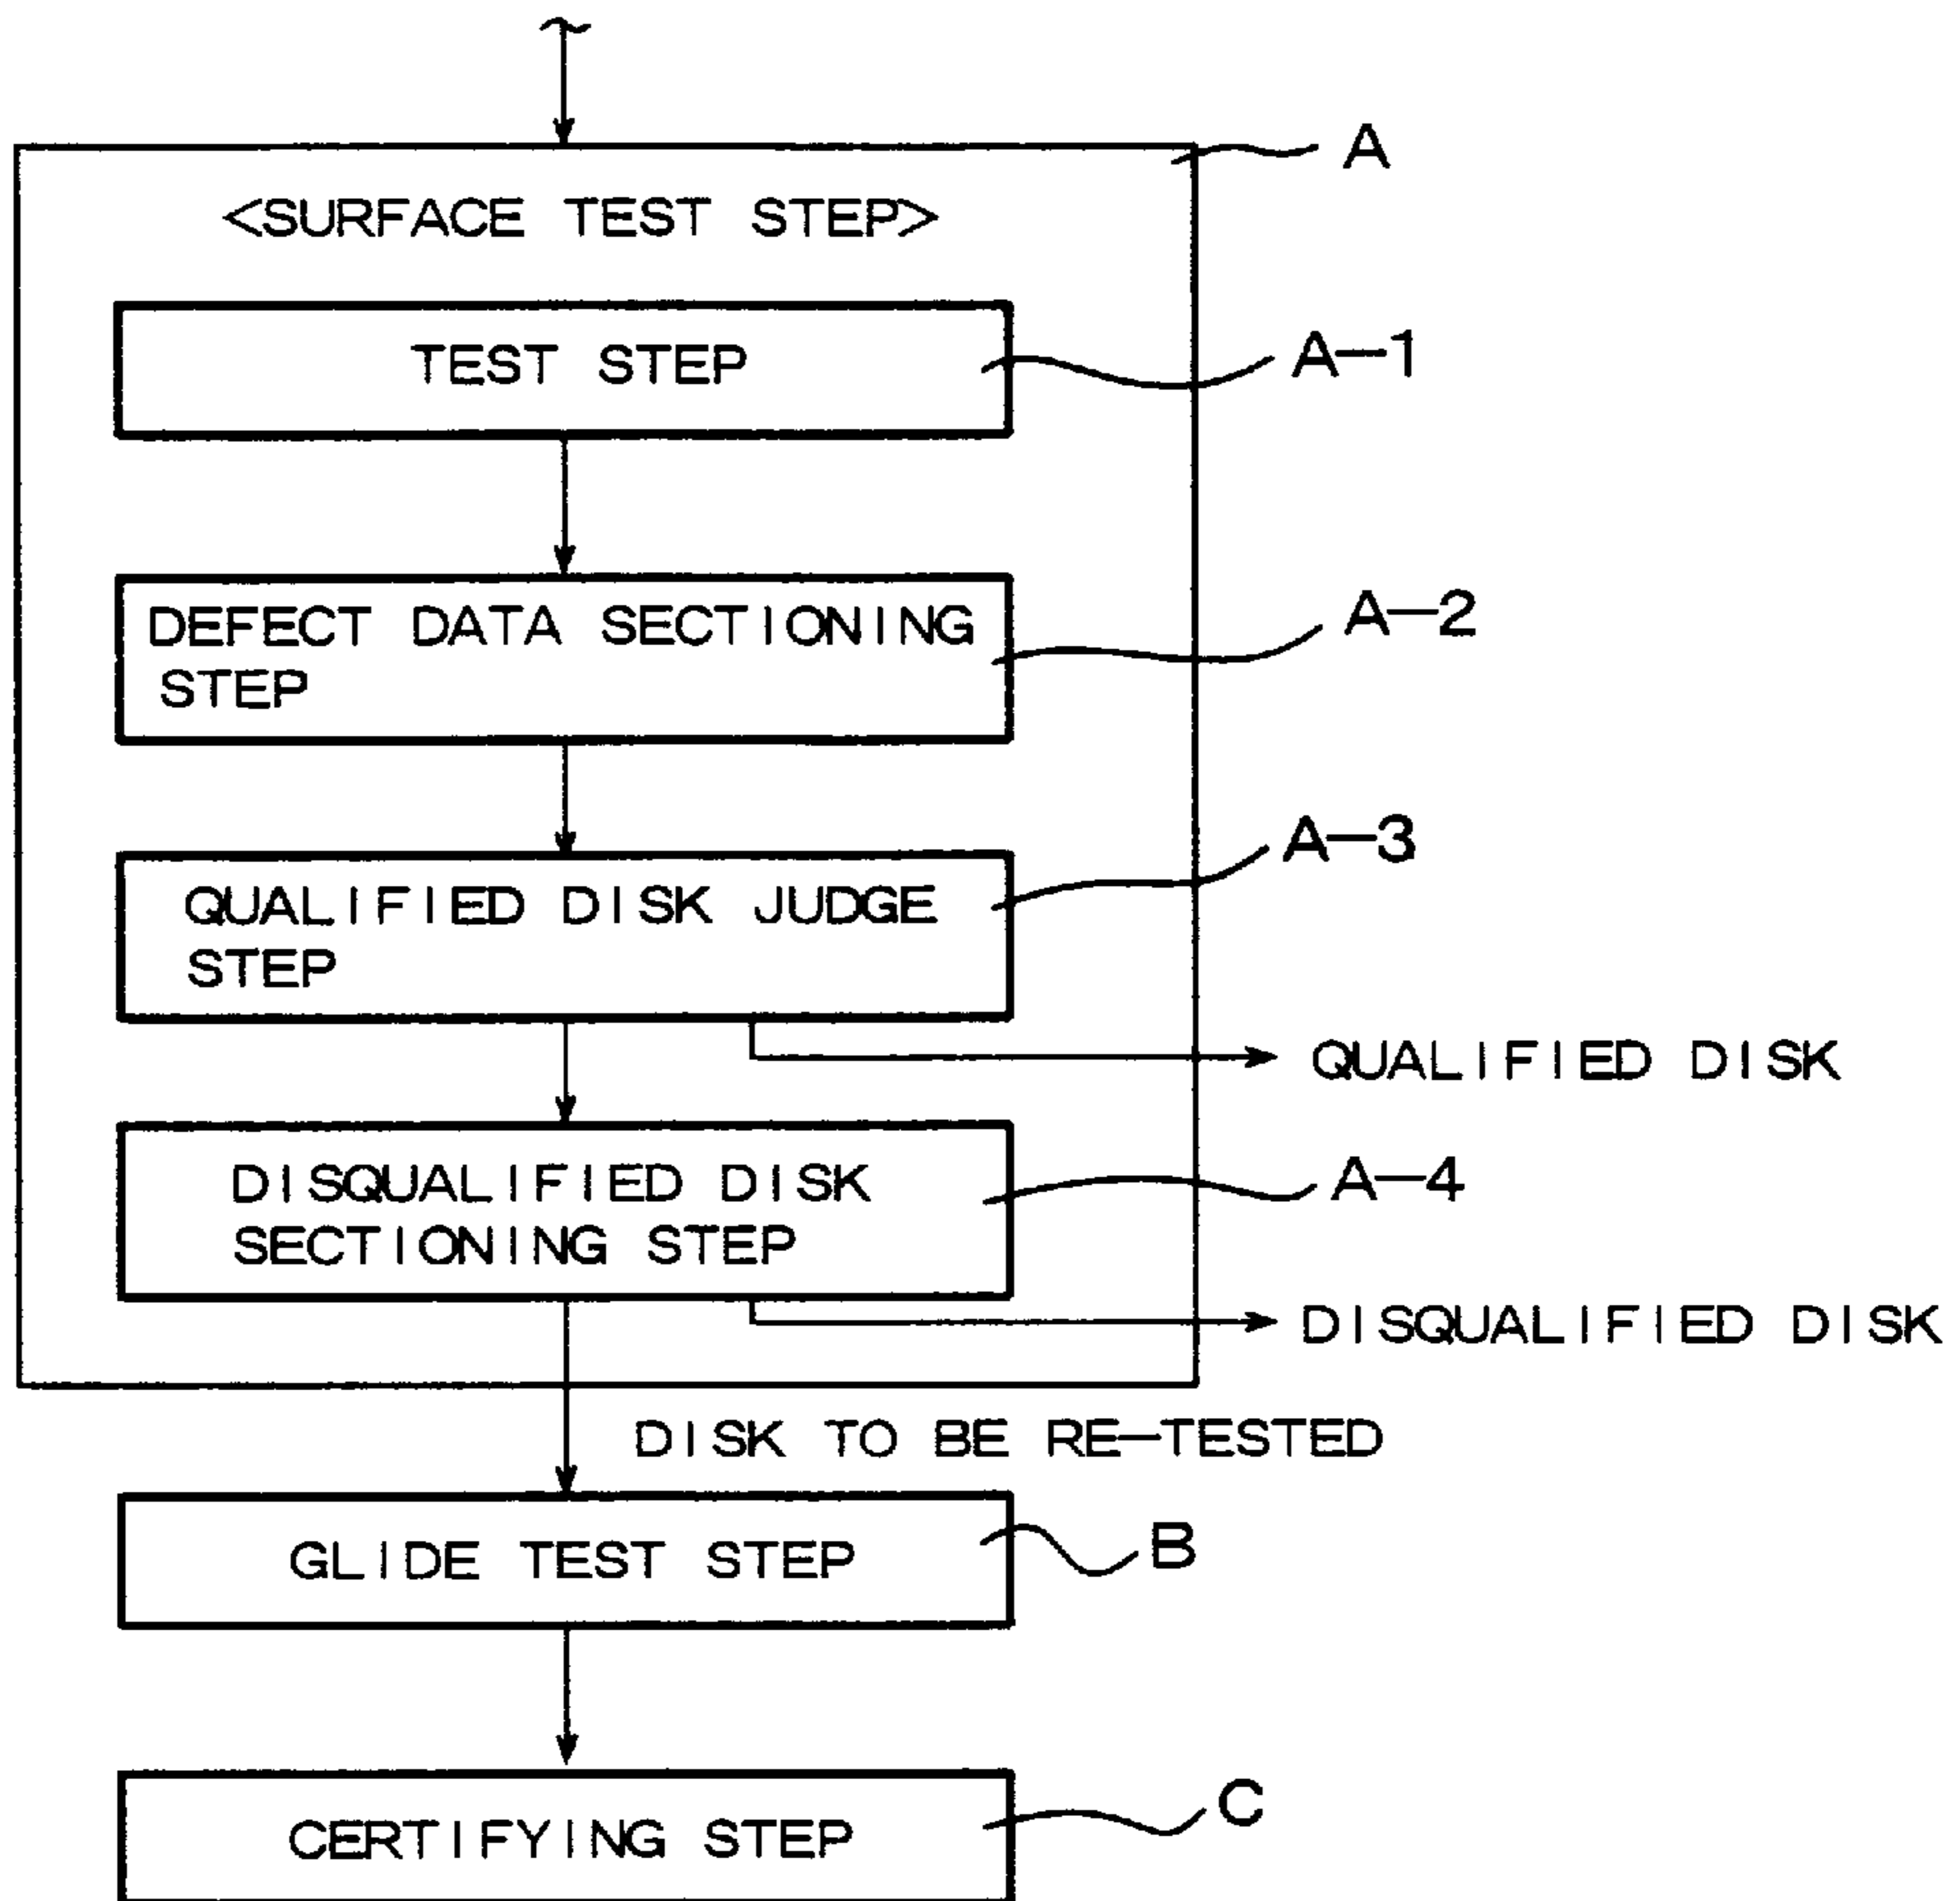 A
<SURFACE TEST STEP>
TEST STEP
A-1
DEFECT DATA SECTIONING
STEP
A-2
QUALIFIED DISK JUDGE
STEP
A-3
QUALIFIED DISK
DISQUALIFIED DISK
SECTIONING STEP
A-4
DISQUALIFIED DISK
DISK TO BE RE-TESTED
GLIDE TEST STEP
B
CERTIFYING STEP
C